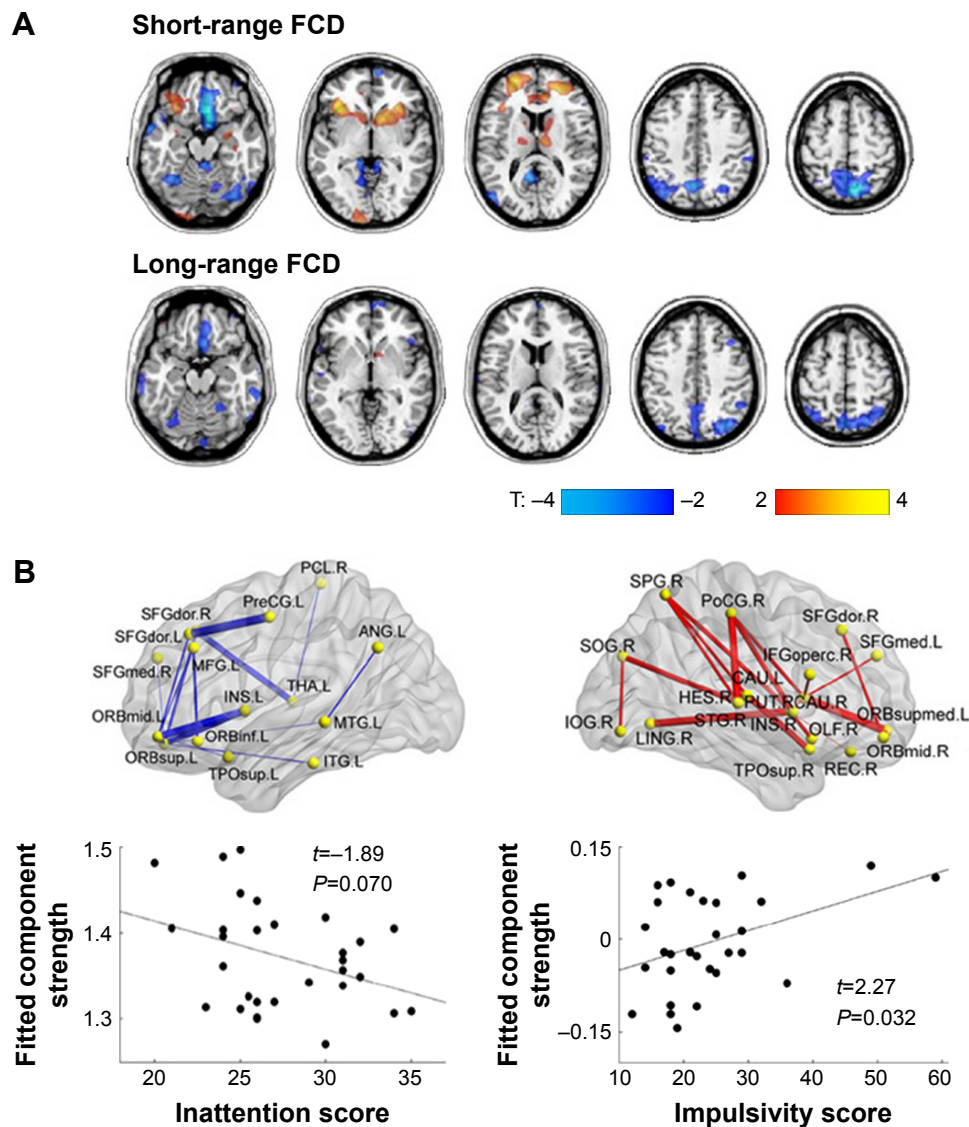 A
Short-range FCD
Long-range FCD
T: –4
–2
2
4
B
PCL.R
SFGdor.R
PreCG.L
SFGdor.L
ANG.L
MFG.L
SFGmed.R
THA.L
INS.L
ORBmid.L
MTG.L
ORBinf.L
ORBsup.L
TPOsup.L
ITG.L
SPG.R
PoCG.R
SFGdor.R
SOG.R
SFGmed.L
IFGoperc.R
CAU.L
HES.R
PUT.R
CAU.R
IOG.R
STG.R
INS.R
ORBsupmed.L
LING.R
OLF.R
ORBmid.R
TPOsup.R
REC.R
Fitted component
strength
1.5
1.4
1.3
t=–1.89
P=0.070
20
25
30
35
Inattention score
Fitted component
strength
0.15
0
–0.15
t=2.27
P=0.032
10
20
30
40
50
60
Impulsivity score